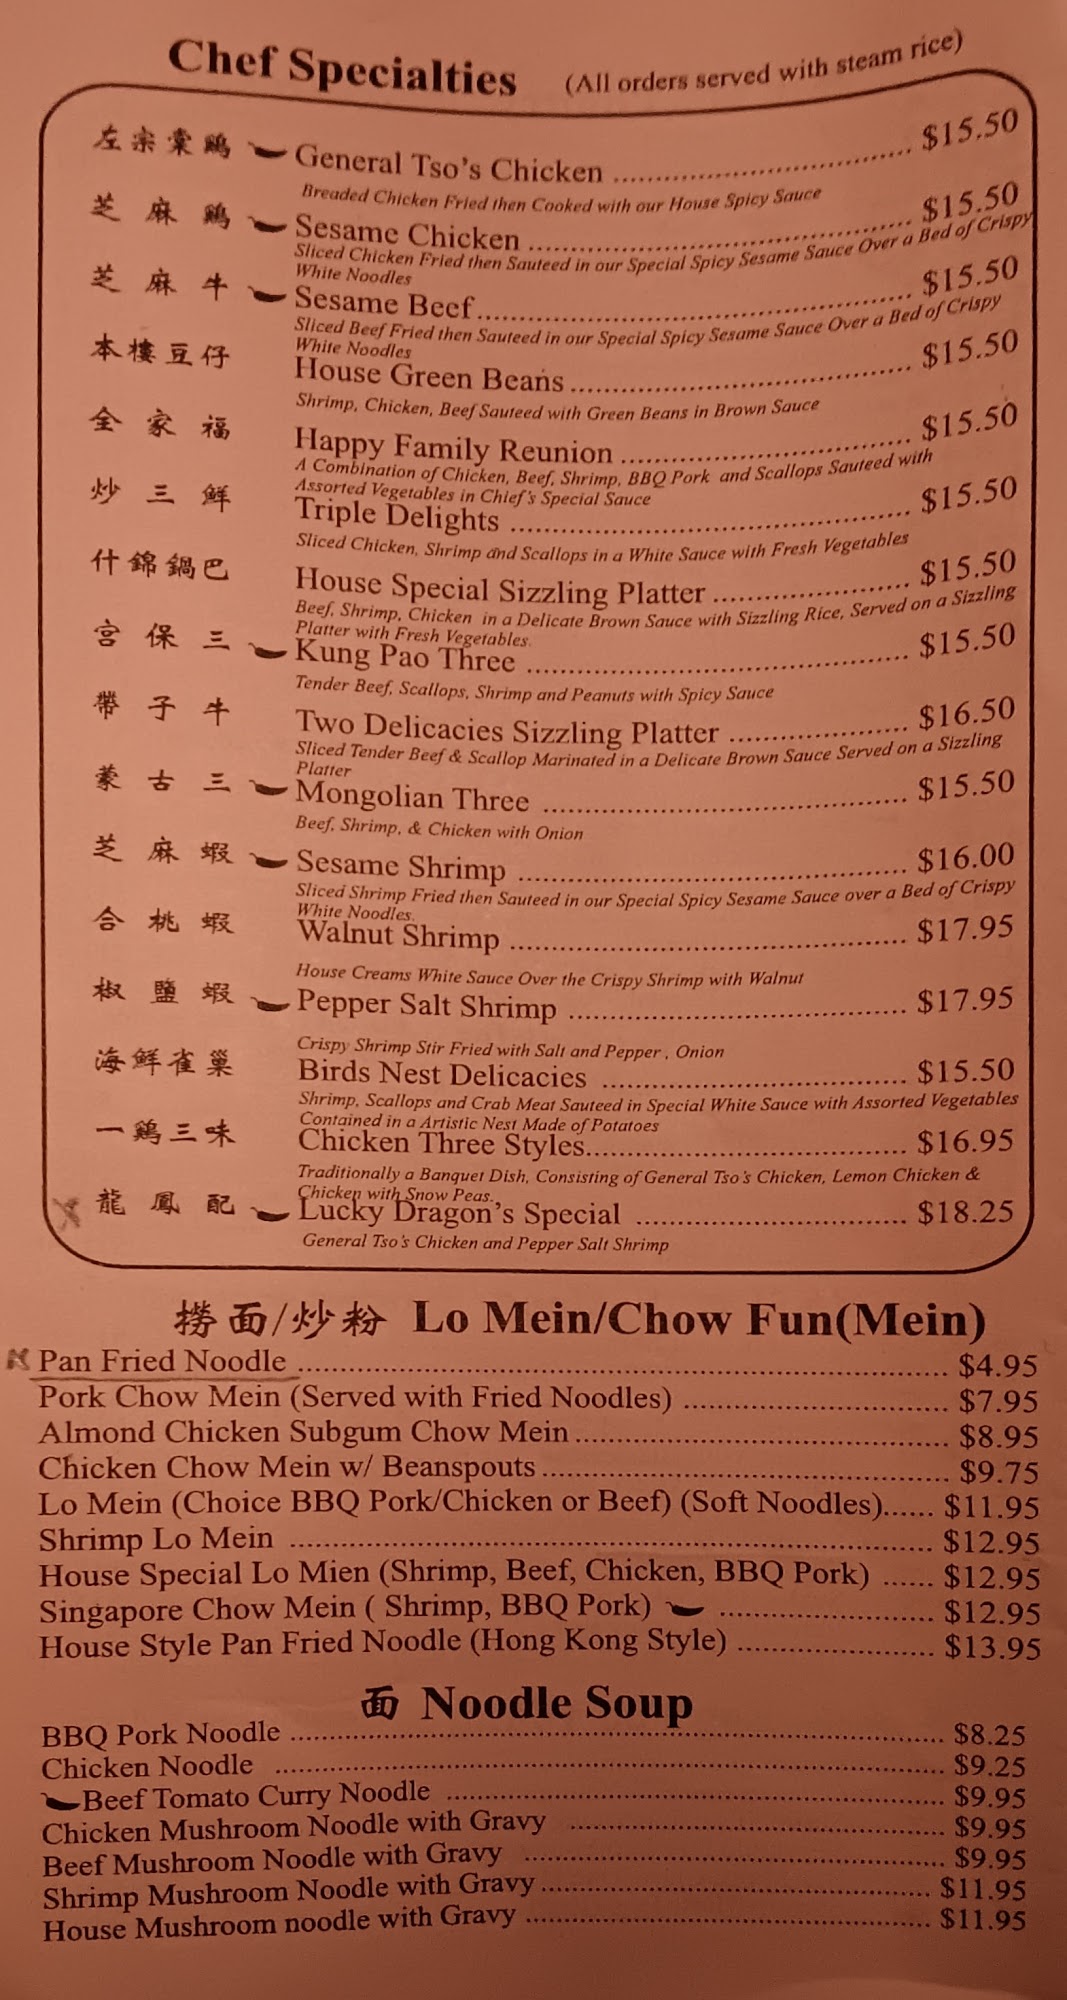 Chef Specialties (All orders served with steam rice)
左宗棠鷄 General Tso's Chicken ........ $15.50
Breaded Chicken Fried then Cooked with our House Spicy Sauce
芝麻鷄 Sesame Chicken ........ $15.50
Sliced Chicken Fried then Sauteed in our Special Spicy Sesame Sauce Over a Bed of Crispy
White Noodles
芝麻牛 Sesame Beef ........ $15.50
Sliced Beef Fried then Sauteed in our Special Spicy Sesame Sauce Over a Bed of Crispy
White Noodles
本樓豆仔 House Green Beans ........ $15.50
Shrimp, Chicken, Beef Sauteed with Green Beans in Brown Sauce
全家福 Happy Family Reunion ........ $15.50
A Combination of Chicken, Beef, Shrimp, BBQ Pork and Scallops Sauteed with
Assorted Vegetables in Chief's Special Sauce
炒三鮮 Triple Delights ........ $15.50
Sliced Chicken, Shrimp and Scallops in a White Sauce with Fresh Vegetables
什錦鍋巴 House Special Sizzling Platter ........ $15.50
Beef, Shrimp, Chicken in a Delicate Brown Sauce with Sizzling Rice, Served on a Sizzling
Platter with Fresh Vegetables.
宮保三 Kung Pao Three ........ $15.50
Tender Beef, Scallops, Shrimp and Peanuts with Spicy Sauce
帶子牛 Two Delicacies Sizzling Platter ........ $16.50
Sliced Tender Beef & Scallop Marinated in a Delicate Brown Sauce Served on a Sizzling
Platter
蒙古三 Mongolian Three ........ $15.50
Beef, Shrimp, & Chicken with Onion
芝麻蝦 Sesame Shrimp ........ $16.00
Sliced Shrimp Fried then Sauteed in our Special Spicy Sesame Sauce over a Bed of Crispy
White Noodles.
合桃蝦 Walnut Shrimp ........ $17.95
House Creams White Sauce Over the Crispy Shrimp with Walnut
椒鹽蝦 Pepper Salt Shrimp ........ $17.95
Crispy Shrimp Stir Fried with Salt and Pepper , Onion
海鮮雀巢 Birds Nest Delicacies ........ $15.50
Shrimp, Scallops and Crab Meat Sauteed in Special White Sauce with Assorted Vegetables
Contained in a Artistic Nest Made of Potatoes
一鷄三味 Chicken Three Styles ........ $16.95
Traditionally a Banquet Dish, Consisting of General Tso's Chicken, Lemon Chicken &
Chicken with Snow Peas.
龍鳳配 Lucky Dragon's Special ........ $18.25
General Tso's Chicken and Pepper Salt Shrimp
撈面/炒粉 Lo Mein/Chow Fun(Mein)
Pan Fried Noodle ........ $4.95
Pork Chow Mein (Served with Fried Noodles) ........ $7.95
Almond Chicken Subgum Chow Mein ........ $8.95
Chicken Chow Mein w/ Beanspouts ........ $9.75
Lo Mein (Choice BBQ Pork/Chicken or Beef) (Soft Noodles)...... $11.95
Shrimp Lo Mein ........ $12.95
House Special Lo Mien (Shrimp, Beef, Chicken, BBQ Pork) ...... $12.95
Singapore Chow Mein ( Shrimp, BBQ Pork) ........ $12.95
House Style Pan Fried Noodle (Hong Kong Style) ........ $13.95
面 Noodle Soup
BBQ Pork Noodle ........ $8.25
Chicken Noodle ........ $9.25
Beef Tomato Curry Noodle ........ $9.95
Chicken Mushroom Noodle with Gravy ........ $9.95
Beef Mushroom Noodle with Gravy ........ $9.95
Shrimp Mushroom Noodle with Gravy ........ $11.95
House Mushroom noodle with Gravy ........ $11.95